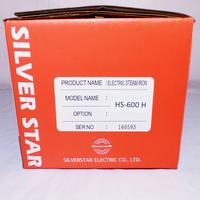 SILVER STAR
PRODUCT NAME : ELECTRIC STEAM IRON
MODEL NAME : HS-600 H
OPTION :
SER NO : 160593
SILVERSTAR ELECTRIC CO., LTD.